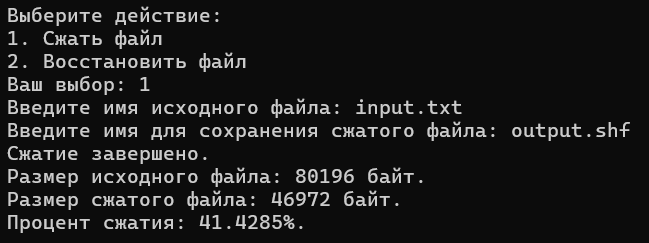 Выберите действие:
1. Сжать файл
2. Восстановить файл
Ваш выбор: 1
Введите имя исходного файла: input.txt
Введите имя для сохранения сжатого файла: output.shf
Сжатие завершено.
Размер исходного файла: 80196 байт.
Размер сжатого файла: 46972 байт.
Процент сжатия: 41.4285%.